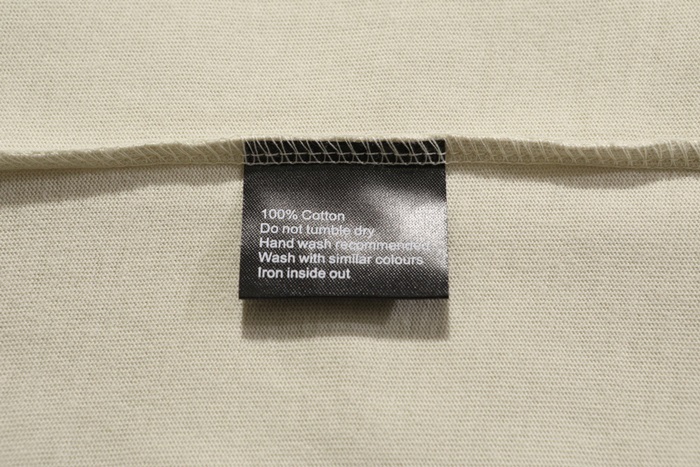 100% Cotton
Do not tumble dry
Hand wash recommended
Wash with similar colours
Iron inside out